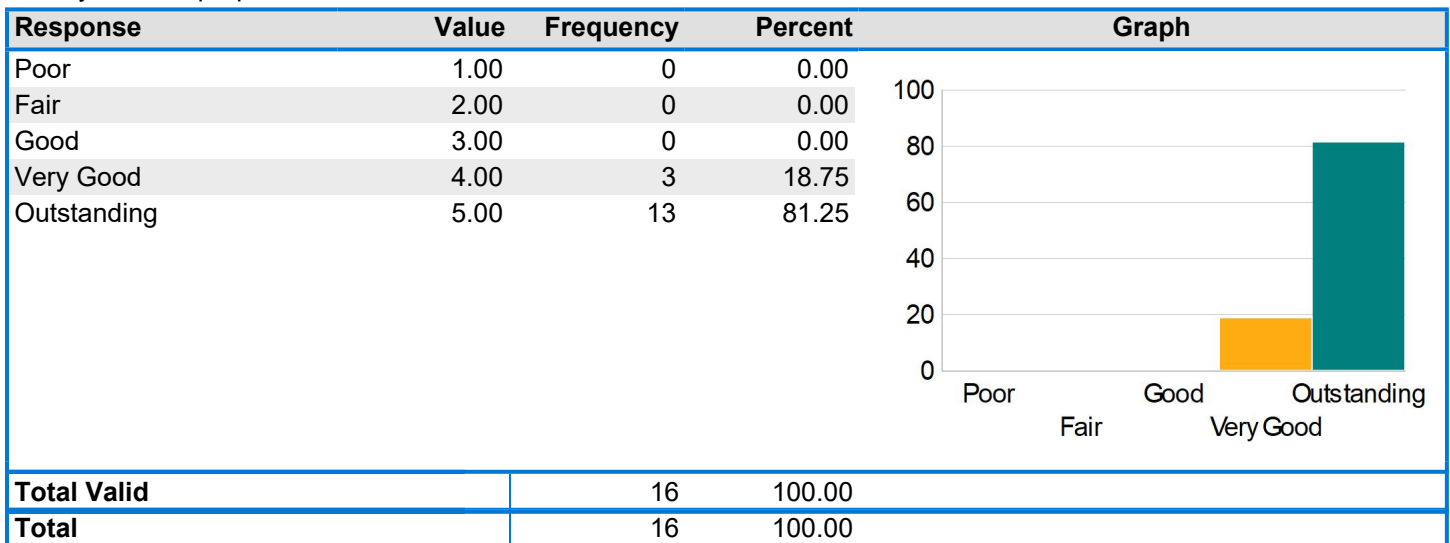 Response Value Frequency Percent Graph
Poor 1.00 0 0.00
Fair 2.00 0 0.00
Good 3.00 0 0.00
Very Good 4.00 3 18.75
Outstanding 5.00 13 81.25
100
80
60
40
20
0
Poor Good Outstanding
Fair Very Good
Total Valid 16 100.00
Total 16 100.00